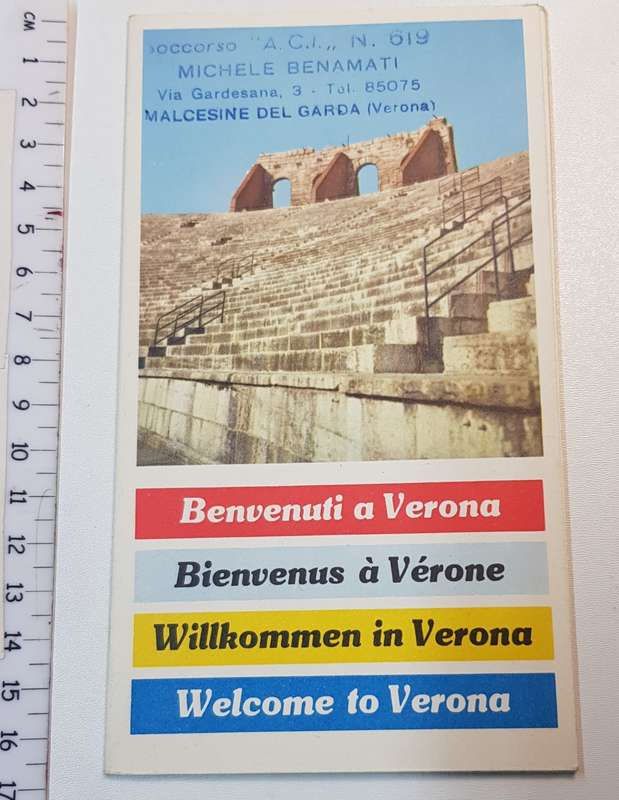 soccorso "A.C.I.„ N. 619
MICHELE BENAMATI
Via Gardesana, 3 - Tel. 85075
MALCESINE DEL GARDA (Verona)
Benvenuti a Verona
Bienvenus à Vérone
Willkommen in Verona
Welcome to Verona
CM
1
2
3
4
5
6
7
8
9
10
11
12
13
14
15
16
17